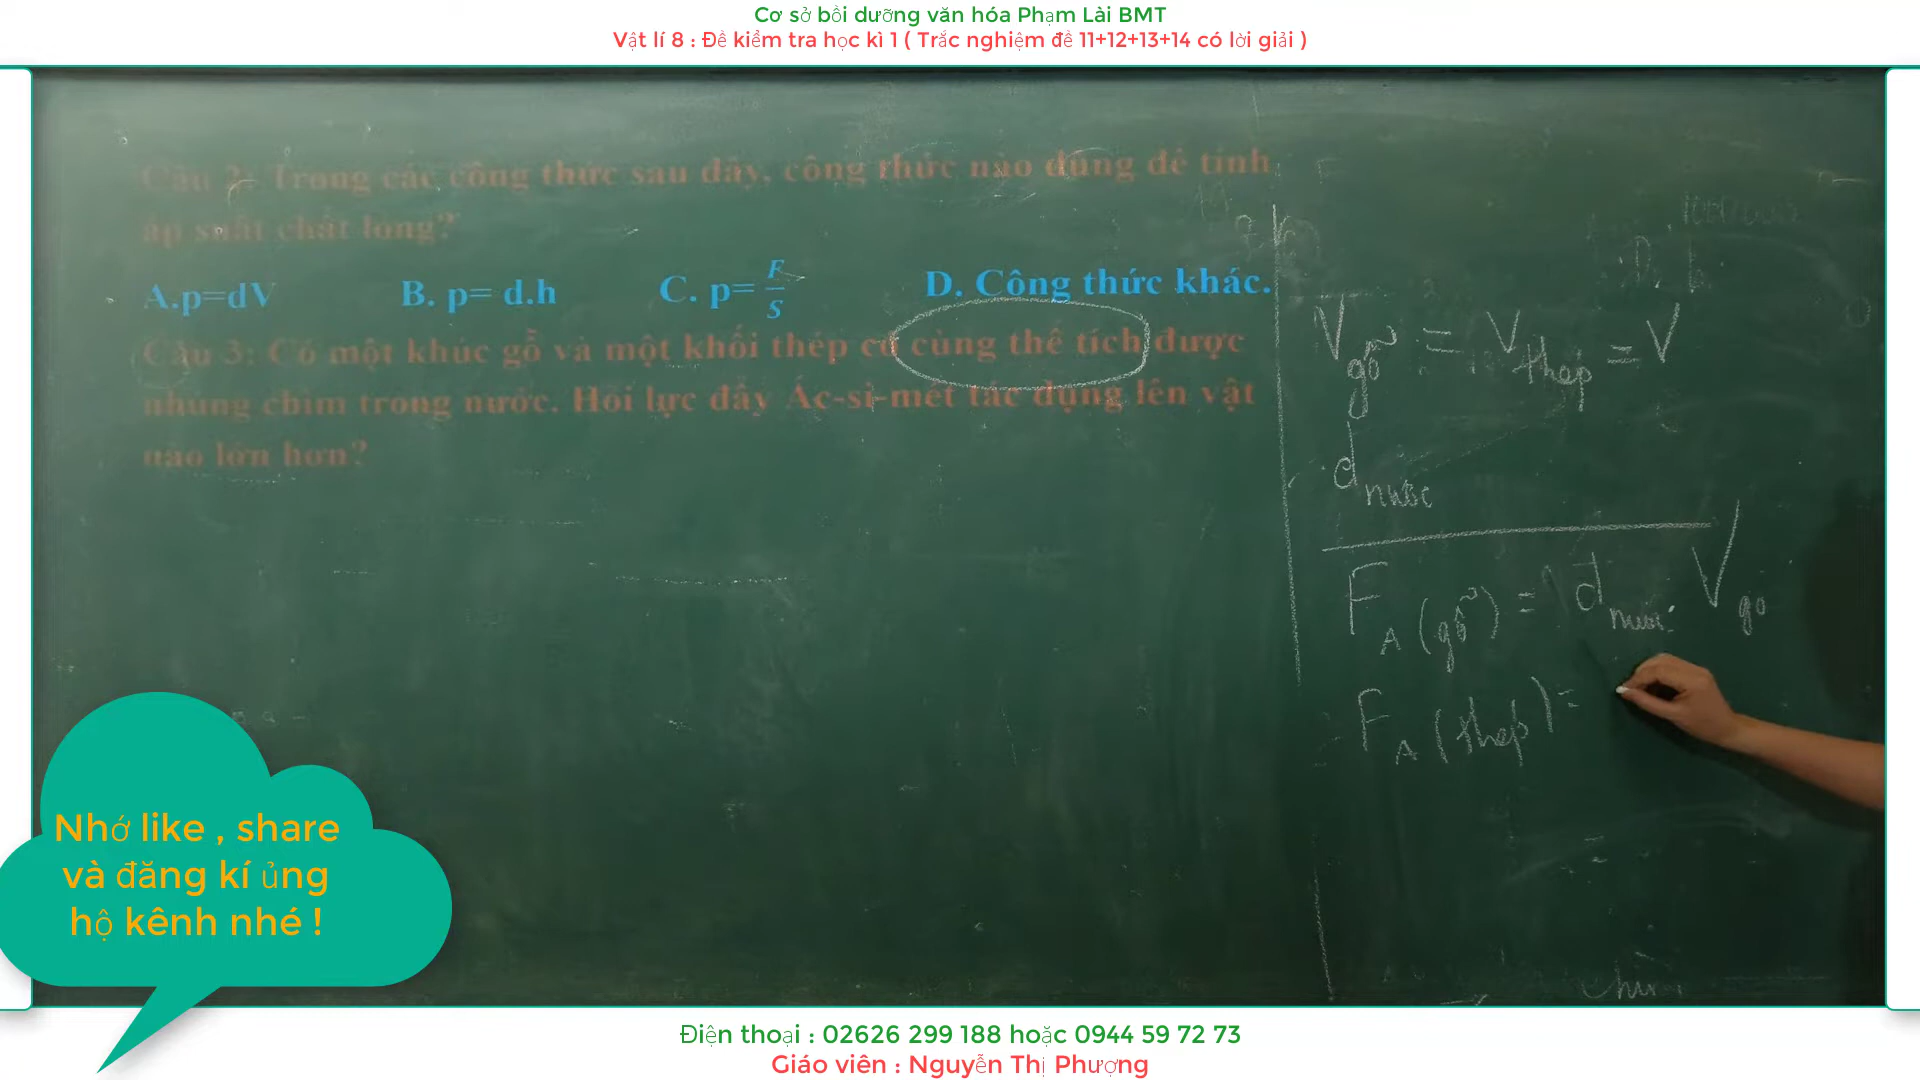 Cơ sở bồi dưỡng văn hóa Phạm Lài BMT
Vật lí 8 : Đề kiểm tra học kì 1 ( Trắc nghiệm đề 11+12+13+14 có lời giải )
Câu 2: Trong các công thức sau đây, công thức nào dùng để tính
áp suất chất lỏng?
A.p=dV B. p= d.h C. p= F/S D. Công thức khác.
Câu 3: Có một khúc gỗ và một khối thép có cùng thể tích được
nhúng chìm trong nước. Hỏi lực đẩy Ác-si-mét tác dụng lên vật
nào lớn hơn?
V gỗ = V thép = V
d nước
F A (gỗ) = d nước . V gỗ
F A (thép) =
chìm
Nhớ like , share
và đăng kí ủng
hộ kênh nhé !
Điện thoại : 02626 299 188 hoặc 0944 59 72 73
Giáo viên : Nguyễn Thị Phượng